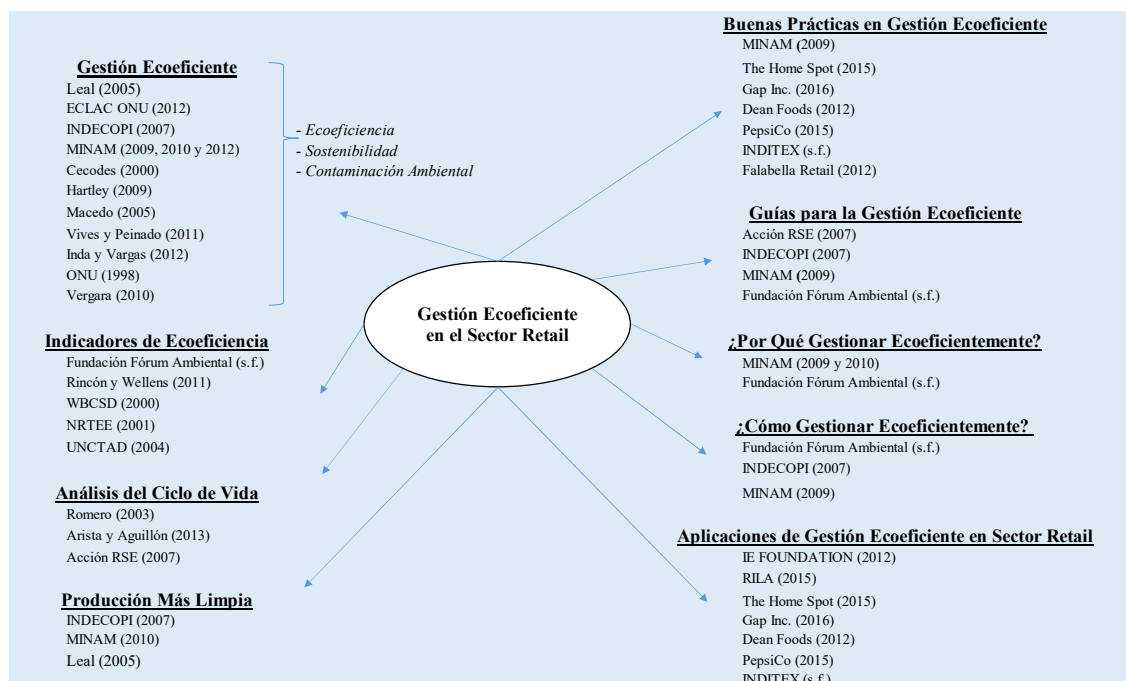 Gestión Ecoeficiente
Leal (2005)
ECLAC ONU (2012)
INDECOPI (2007)
MINAM (2009, 2010 y 2012)
Cecodes (2000)
Hartley (2009)
Macedo (2005)
Vives y Peinado (2011)
Inda y Vargas (2012)
ONU (1998)
Vergara (2010)
- Ecoeficiencia
- Sostenibilidad
- Contaminación Ambiental
Indicadores de Ecoeficiencia
Fundación Fórum Ambiental (s.f.)
Rincón y Wellens (2011)
WBCSD (2000)
NRTEE (2001)
UNCTAD (2004)
Análisis del Ciclo de Vida
Romero (2003)
Arista y Aguillón (2013)
Acción RSE (2007)
Producción Más Limpia
INDECOPI (2007)
MINAM (2010)
Leal (2005)
Gestión Ecoeficiente
en el Sector Retail
Buenas Prácticas en Gestión Ecoeficiente
MINAM (2009)
The Home Spot (2015)
Gap Inc. (2016)
Dean Foods (2012)
PepsiCo (2015)
INDITEX (s.f.)
Falabella Retail (2012)
Guías para la Gestión Ecoeficiente
Acción RSE (2007)
INDECOPI (2007)
MINAM (2009)
Fundación Fórum Ambiental (s.f.)
¿Por Qué Gestionar Ecoeficientemente?
MINAM (2009 y 2010)
Fundación Fórum Ambiental (s.f.)
¿Cómo Gestionar Ecoeficientemente?
Fundación Fórum Ambiental (s.f.)
INDECOPI (2007)
MINAM (2009)
Aplicaciones de Gestión Ecoeficiente en Sector Retail
IE FOUNDATION (2012)
RILA (2015)
The Home Spot (2015)
Gap Inc. (2016)
Dean Foods (2012)
PepsiCo (2015)
INDITEX (s.f.)